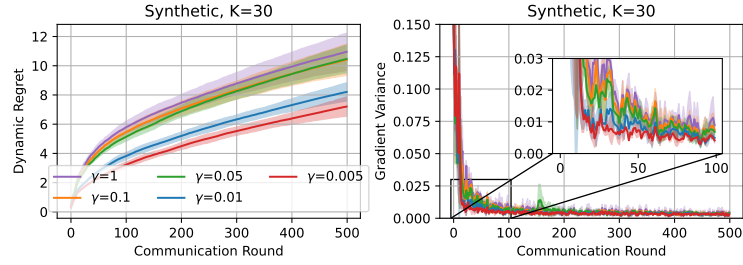 Synthetic, K=30
Dynamic Regret
12
10
8
6
4
2
0
γ=1
γ=0.1
γ=0.05
γ=0.01
γ=0.005
0 100 200 300 400 500
Communication Round
Synthetic, K=30
Gradient Variance
0.150
0.125
0.100
0.075
0.050
0.025
0.000
0.03
0.02
0.01
0.00
0 50 100
0 100 200 300 400 500
Communication Round